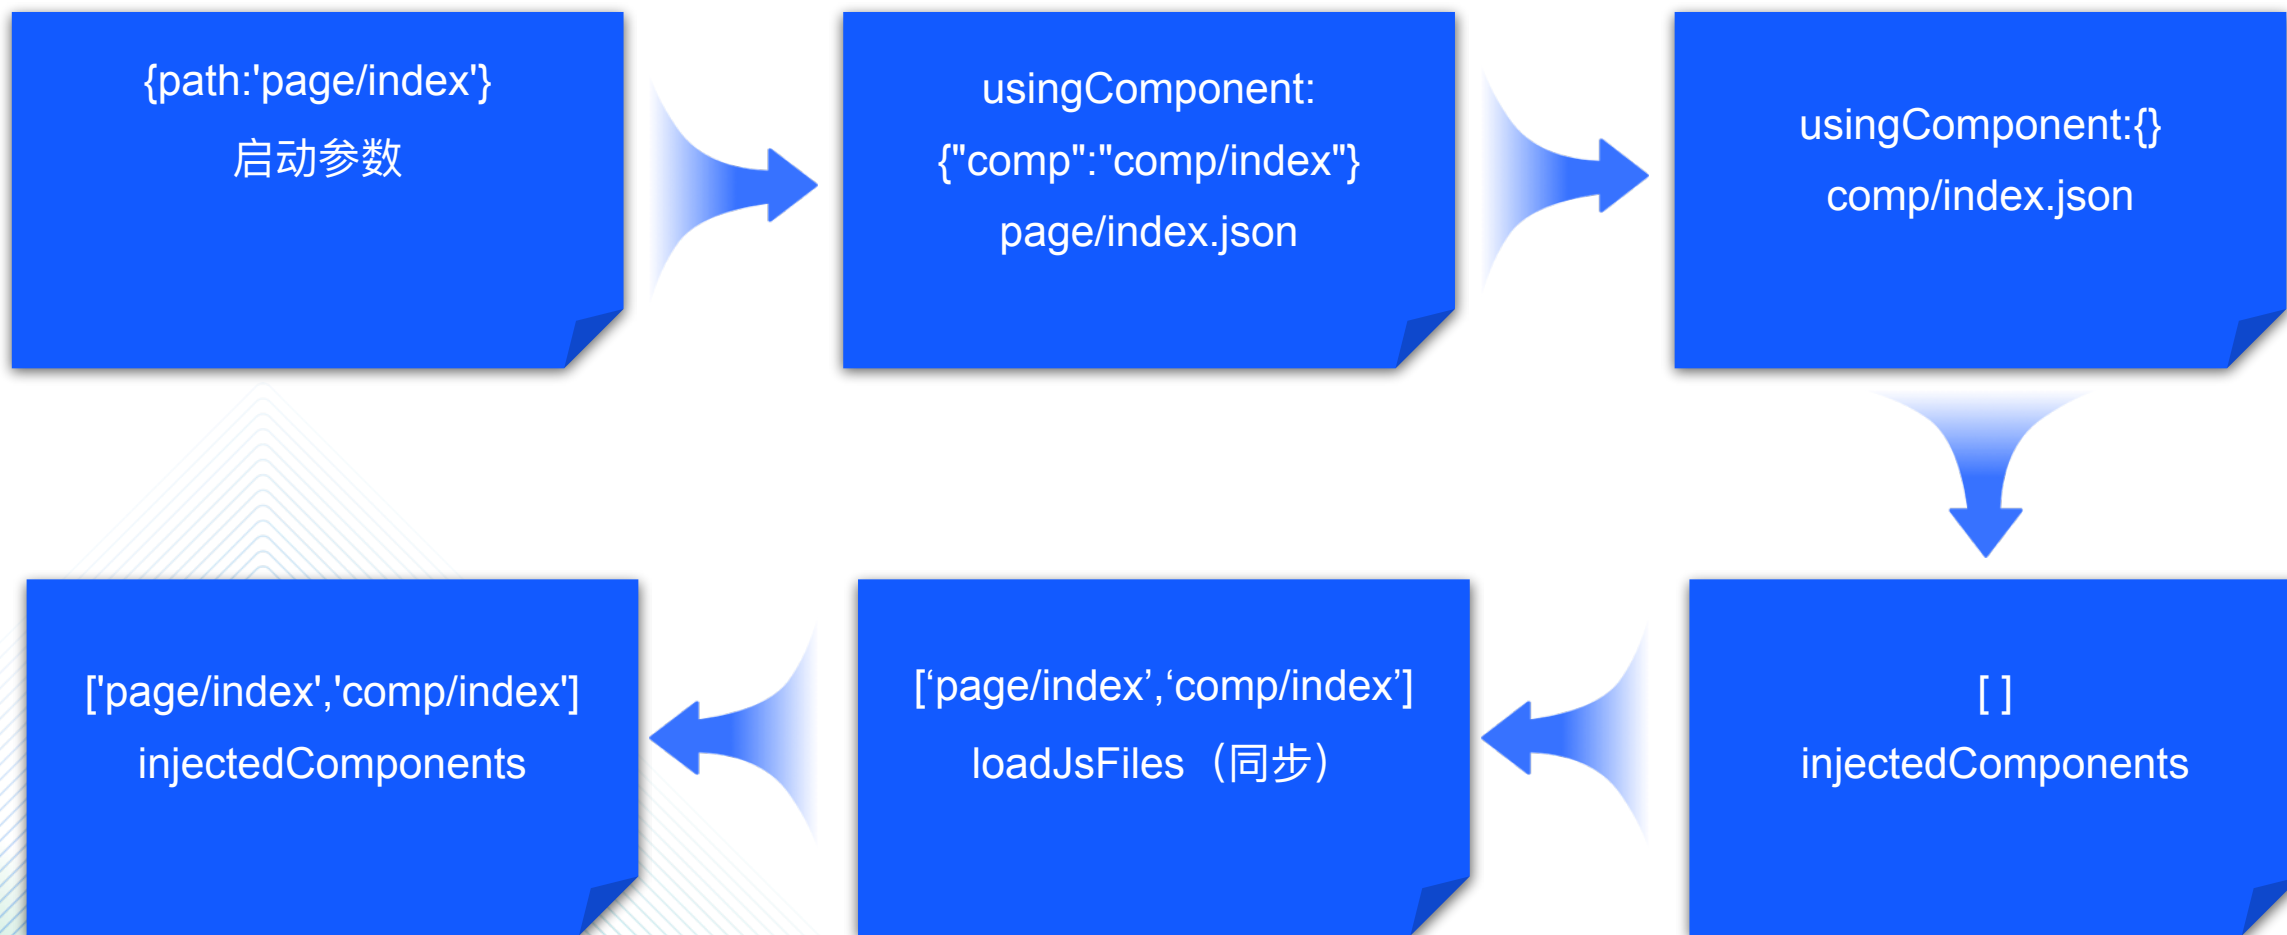 {path:'page/index'}
启动参数
usingComponent:
{"comp":"comp/index"}
page/index.json
usingComponent:{}
comp/index.json
[ ]
injectedComponents
[‘page/index’,‘comp/index’]
loadJsFiles（同步）
['page/index','comp/index']
injectedComponents